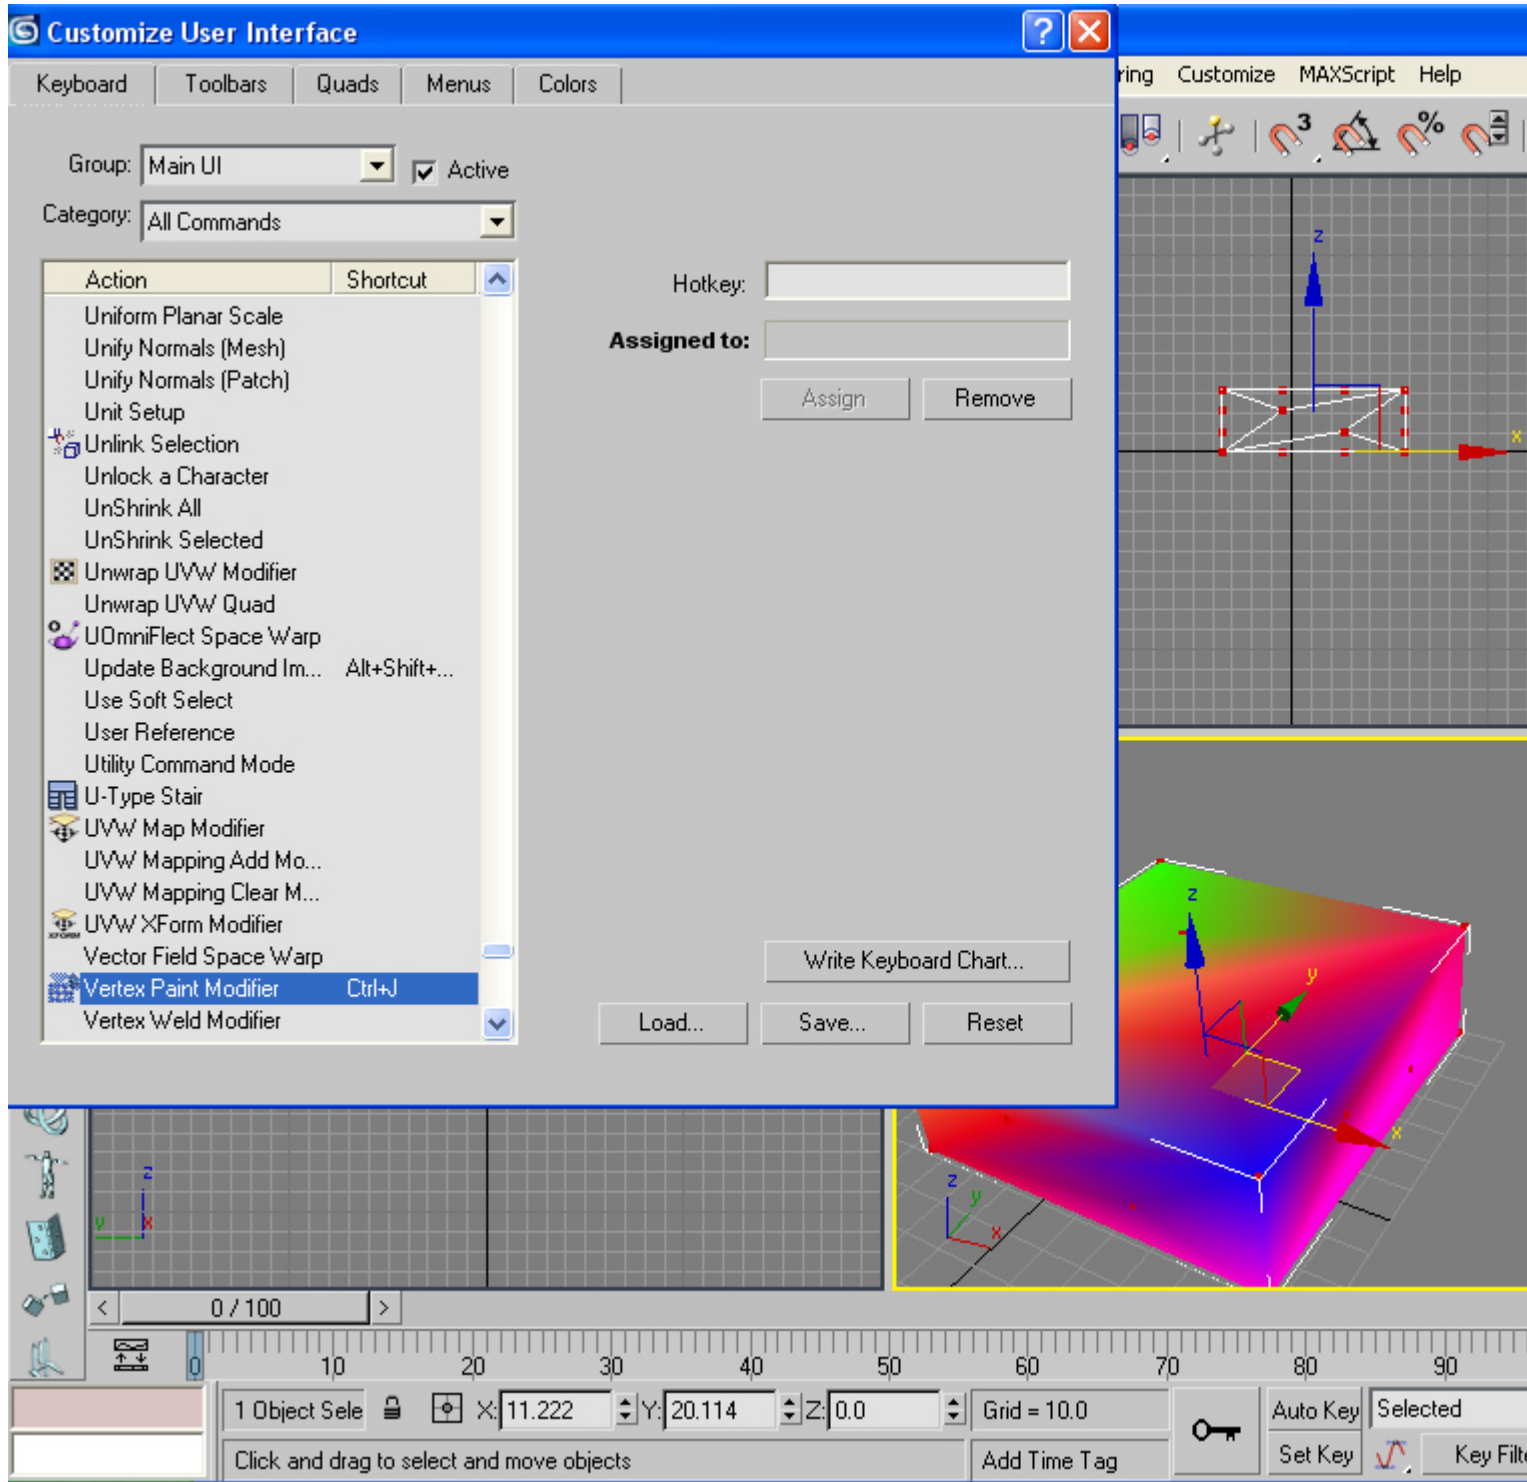 Customize User Interface
ring Customize MAXScript Help
Keyboard Toolbars Quads Menus Colors
3 %
Group: Main UI Active
Category: All Commands
Action Shortcut
Hotkey:
Uniform Planar Scale
Unify Normals (Mesh)
Assigned to:
Unify Normals (Patch)
Assign Remove
Unit Setup
Unlink Selection
Unlock a Character
UnShrink All
UnShrink Selected
Unwrap UVW Modifier
Unwrap UVW Quad
UOmniFlect Space Warp
Update Background Im... Alt+Shift+...
Use Soft Select
User Reference
Utility Command Mode
U-Type Stair
UVW Map Modifier
UVW Mapping Add Mo...
UVW Mapping Clear M...
UVW XForm Modifier
Vector Field Space Warp
Write Keyboard Chart...
Vertex Paint Modifier Ctrl+J
Vertex Weld Modifier
Load... Save... Reset
z
x
z
y
x
z
y x
z
y
x
< 0 / 100 >
0 10 20 30 40 50 60 70 80 90
1 Object Sele X: 11.222 Y: 20.114 Z: 0.0 Grid = 10.0 Auto Key Selected
Click and drag to select and move objects Add Time Tag Set Key Key Filte